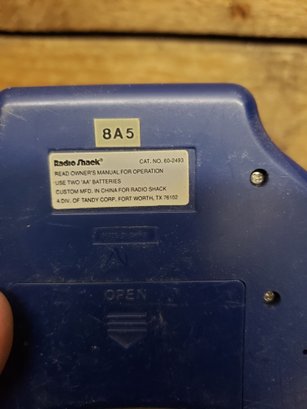 8A5
Radio Shack® CAT. NO. 60-2493
READ OWNER'S MANUAL FOR OPERATION
USE TWO "AA" BATTERIES
CUSTOM MFD. IN CHINA FOR RADIO SHACK
A DIV. OF TANDY CORP. FORT WORTH, TX 76102
OPEN